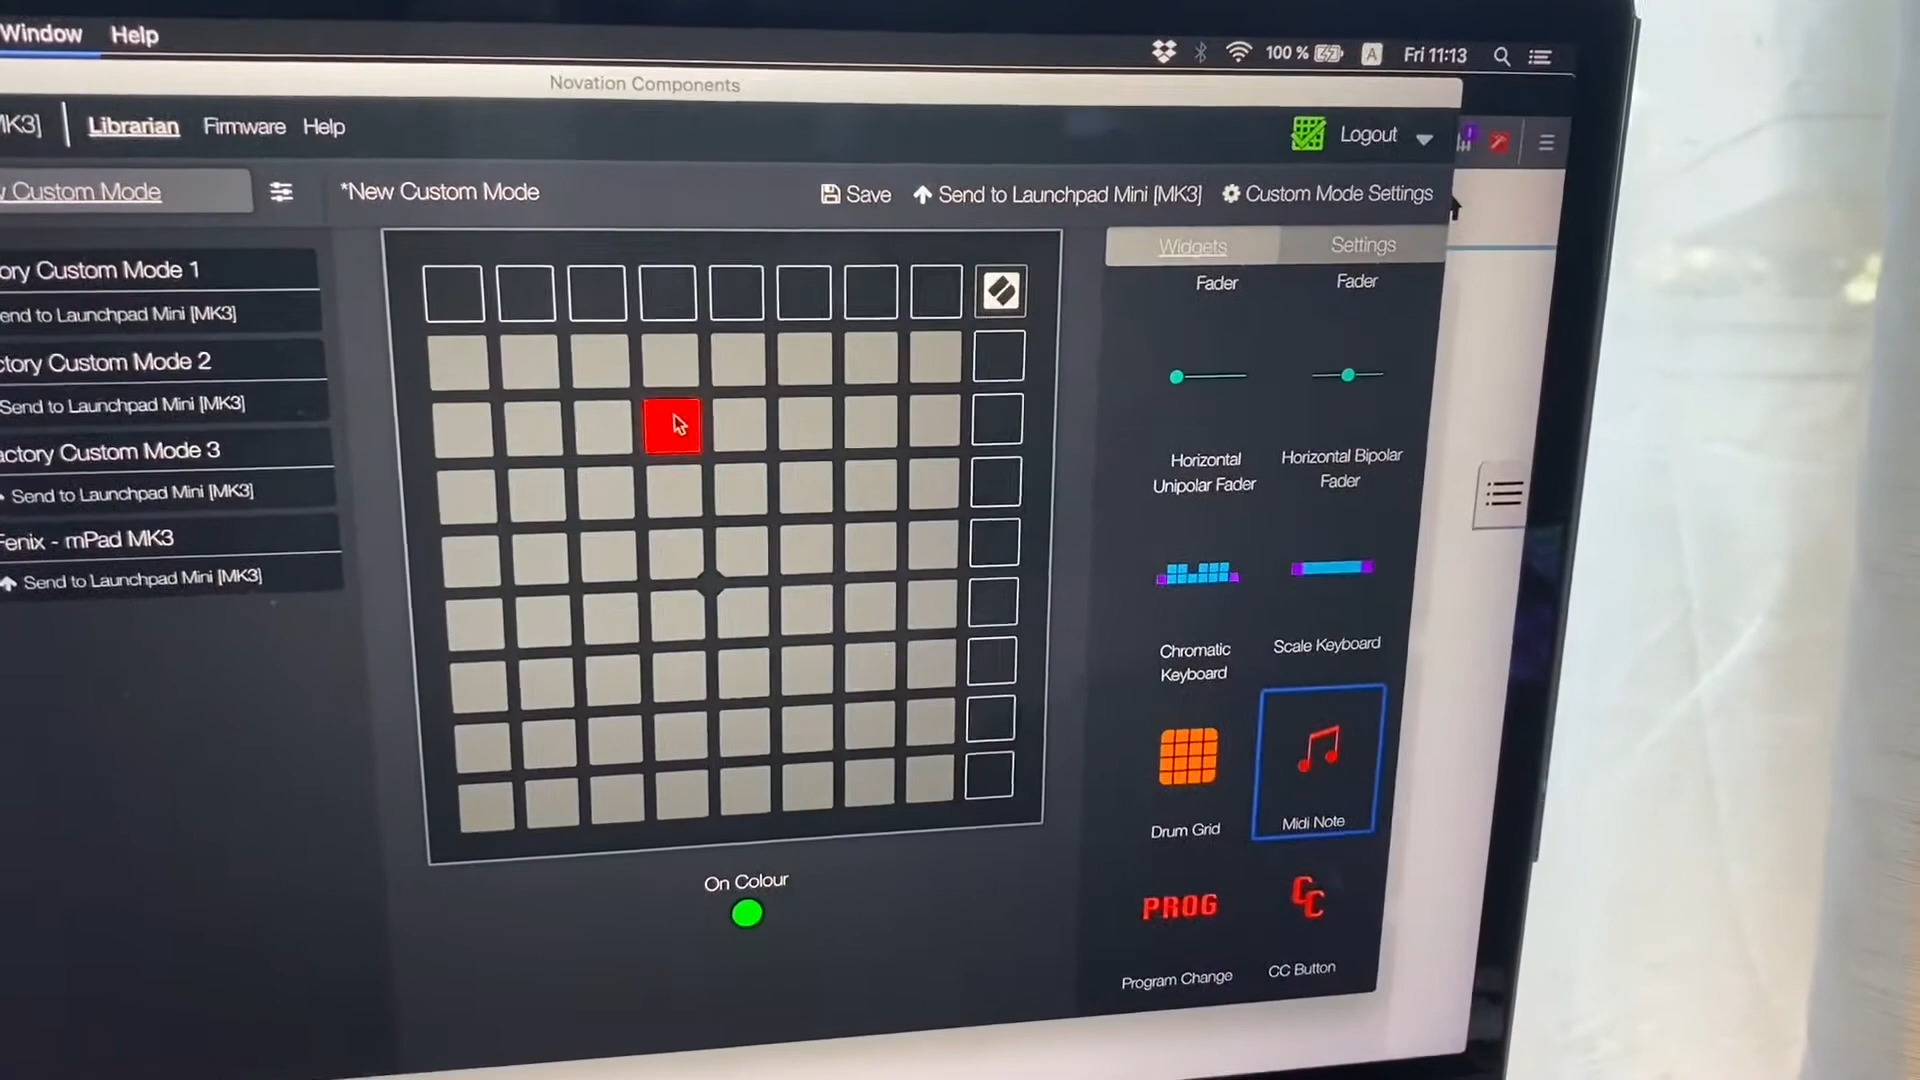 Window Help
100 % A Fri 11:13
Novation Components
MK3] Librarian Firmware Help
Logout
Custom Mode
*New Custom Mode
Save Send to Launchpad Mini [MK3] Custom Mode Settings
Widgets Settings
ory Custom Mode 1
end to Launchpad Mini [MK3]
ctory Custom Mode 2
Send to Launchpad Mini [MK3]
actory Custom Mode 3
Send to Launchpad Mini [MK3]
Fenix - mPad MK3
Send to Launchpad Mini [MK3]
Fader
Fader
Horizontal
Unipolar Fader
Horizontal Bipolar
Fader
Chromatic
Keyboard
Scale Keyboard
Drum Grid
Midi Note
PROG
Program Change
CC
CC Button
On Colour